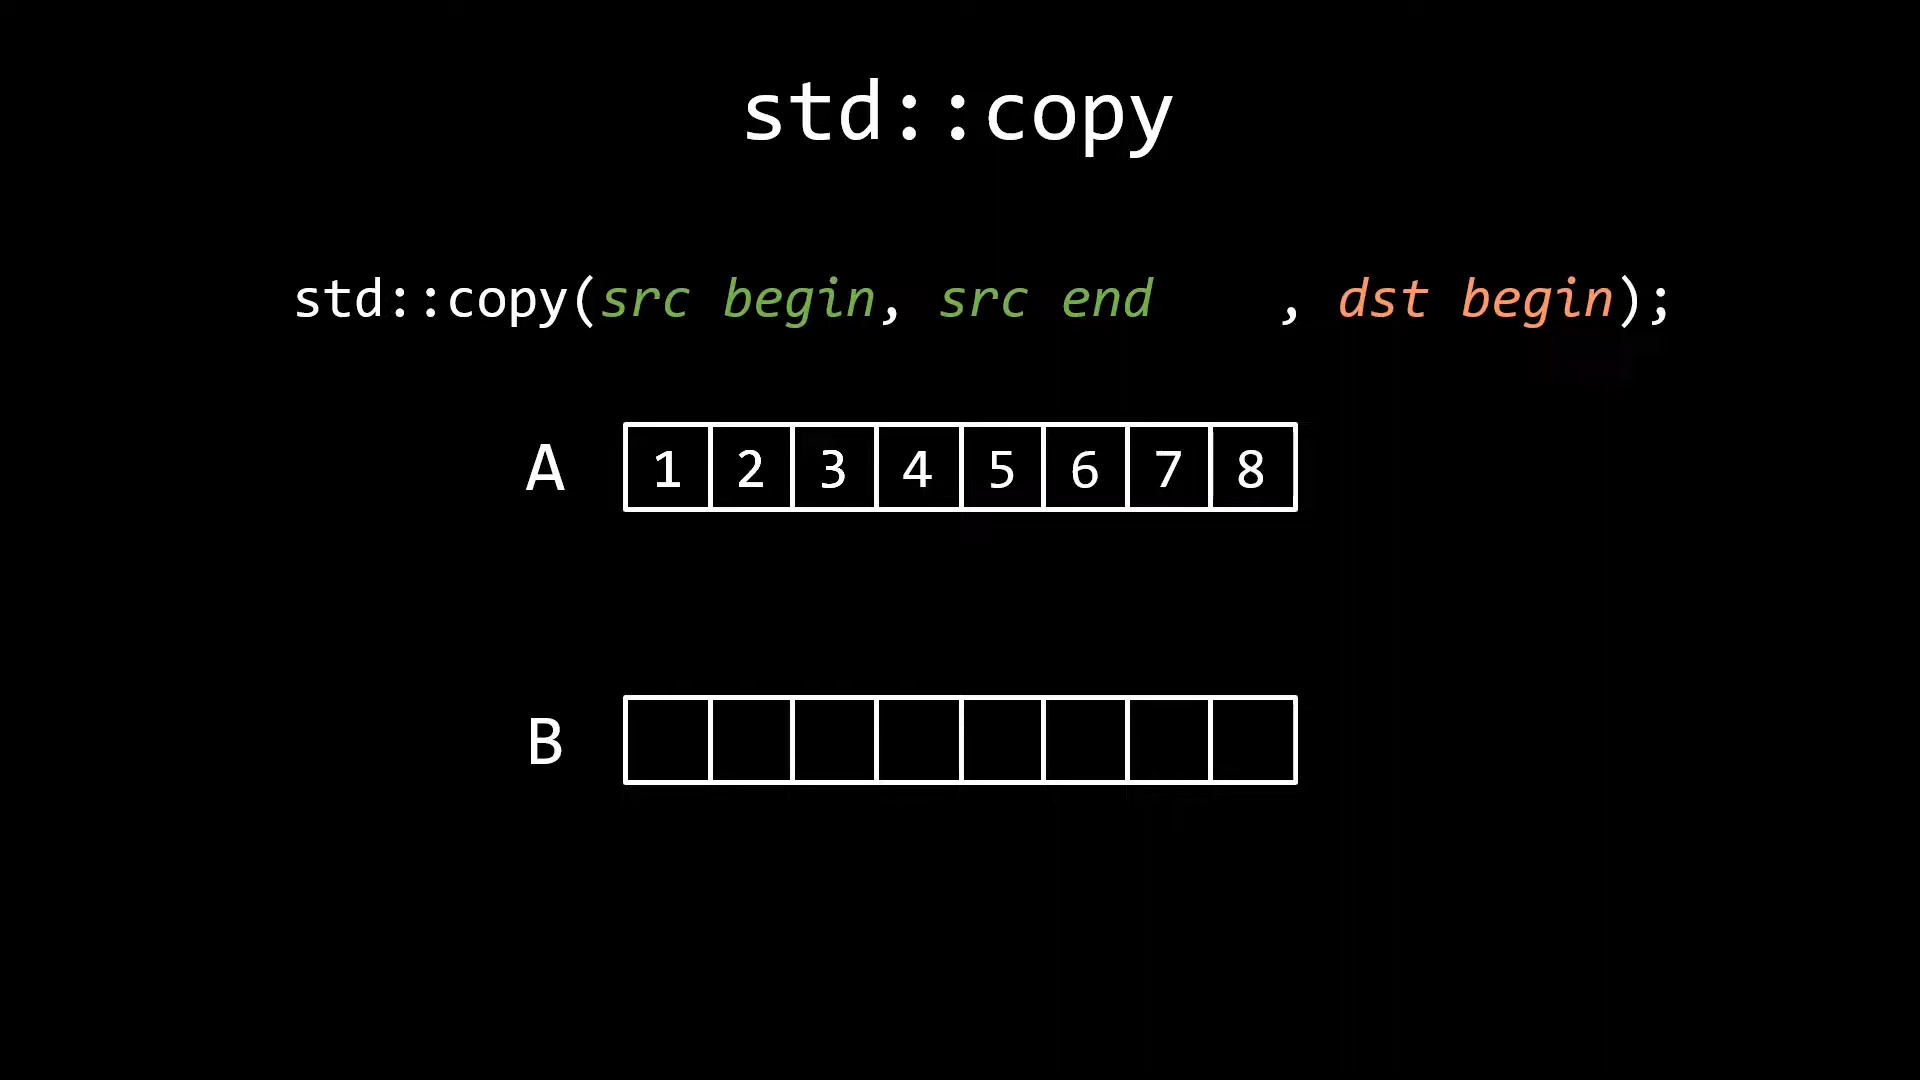 std::copy
std::copy(src begin, src end    , dst begin);
A 1 2 3 4 5 6 7 8
B